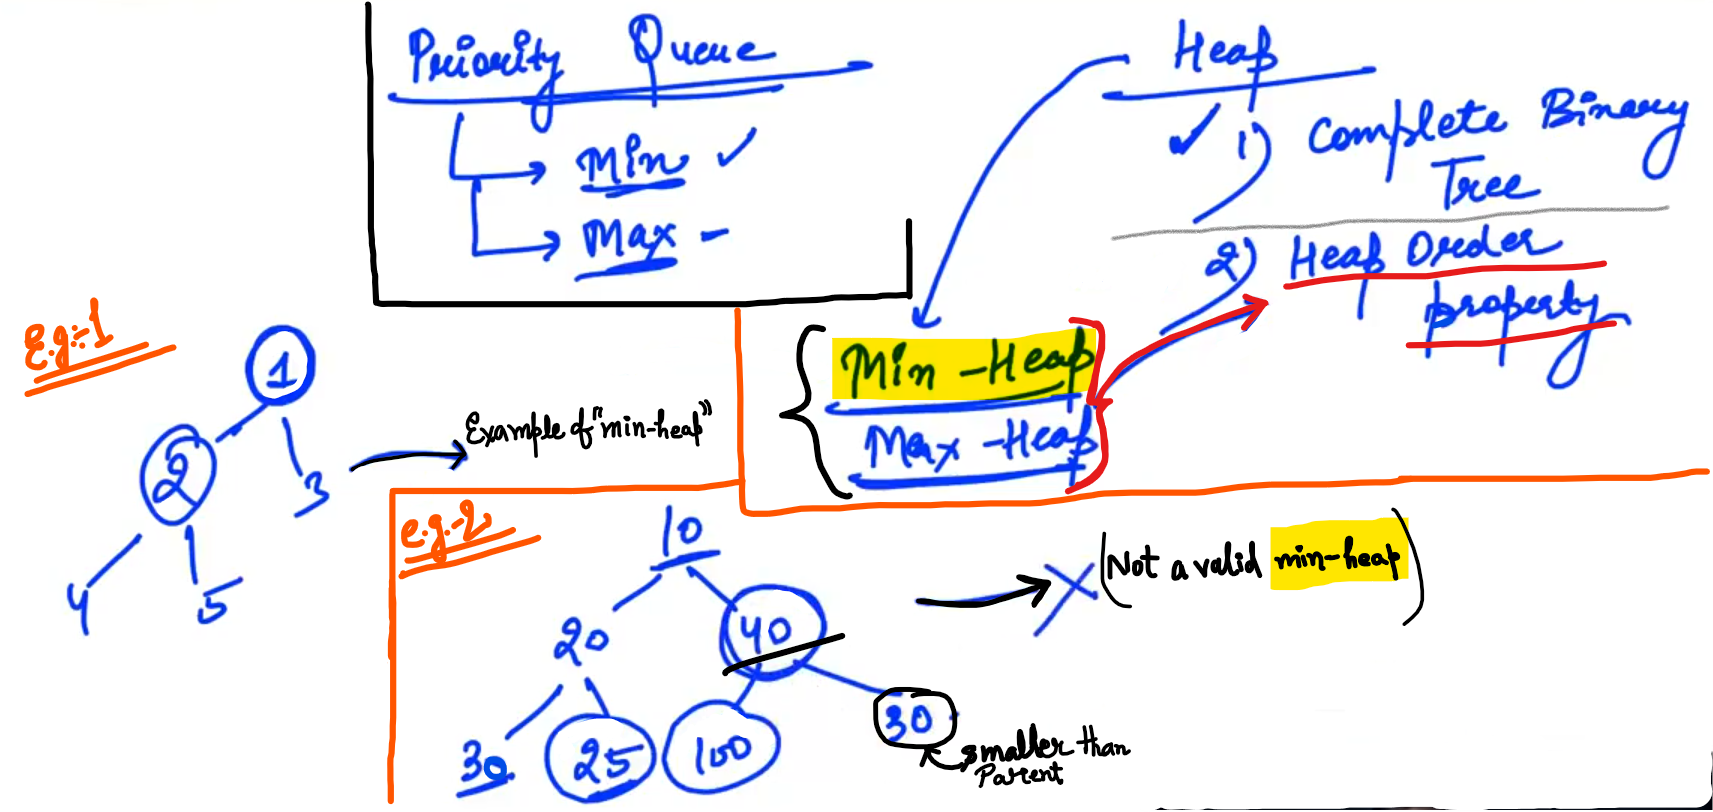 Priority Queue
Min
Max
Heap
1) Complete Binary
Tree
2) Heap Order
property
Min - Heap
Max - Heap
E.g:-1
1
2
3
4
5
Example of "min-heap"
e.g.-2
10
20
40
30
25
100
30
(Not a valid min-heap)
smaller than
Parent